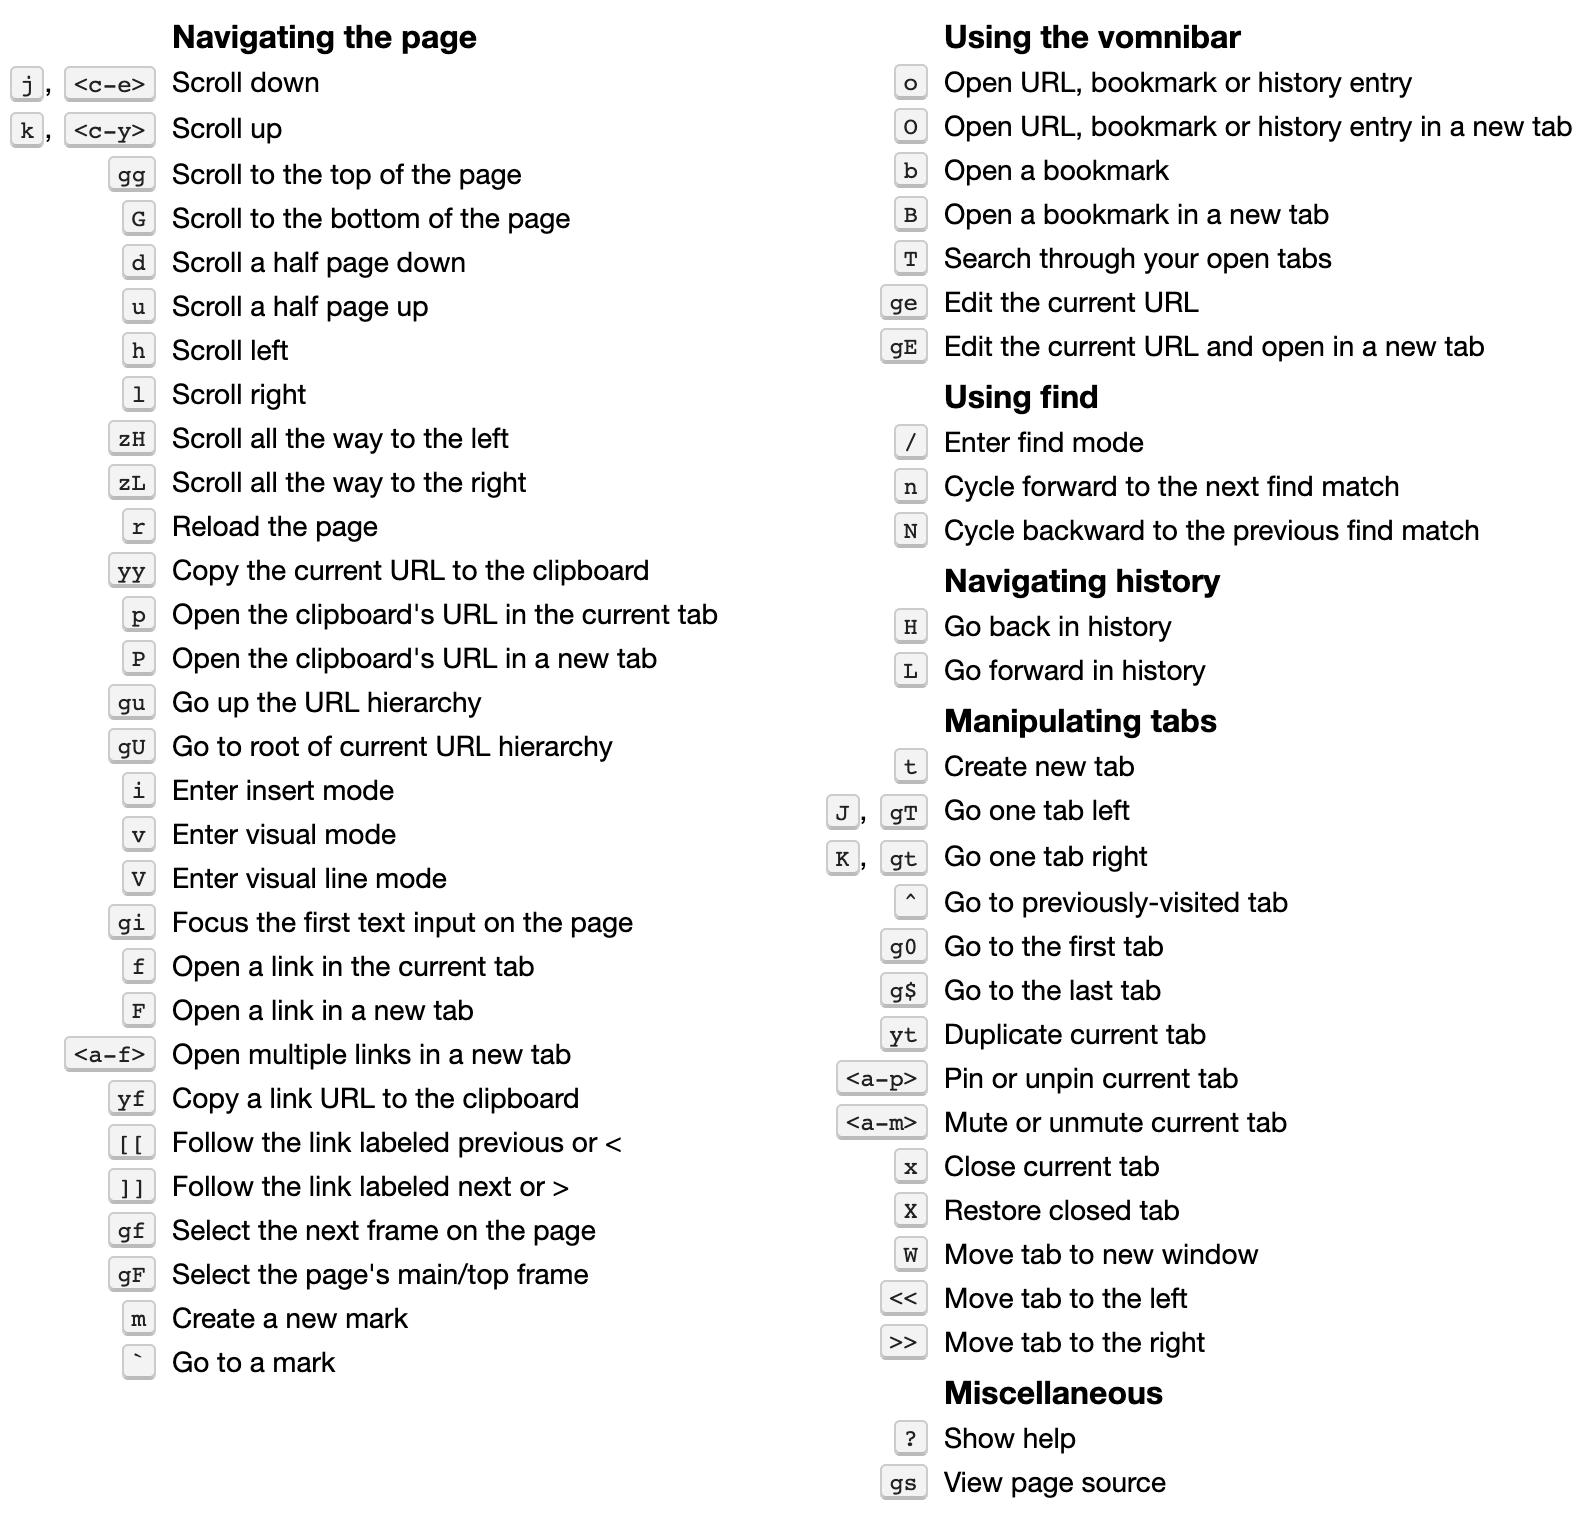 Navigating the page
j, <c-e> Scroll down
k, <c-y> Scroll up
gg Scroll to the top of the page
G Scroll to the bottom of the page
d Scroll a half page down
u Scroll a half page up
h Scroll left
l Scroll right
zH Scroll all the way to the left
zL Scroll all the way to the right
r Reload the page
yy Copy the current URL to the clipboard
p Open the clipboard's URL in the current tab
P Open the clipboard's URL in a new tab
gu Go up the URL hierarchy
gU Go to root of current URL hierarchy
i Enter insert mode
v Enter visual mode
V Enter visual line mode
gi Focus the first text input on the page
f Open a link in the current tab
F Open a link in a new tab
<a-f> Open multiple links in a new tab
yf Copy a link URL to the clipboard
[[ Follow the link labeled previous or <
]] Follow the link labeled next or >
gf Select the next frame on the page
gF Select the page's main/top frame
m Create a new mark
` Go to a mark
Using the vomnibar
o Open URL, bookmark or history entry
O Open URL, bookmark or history entry in a new tab
b Open a bookmark
B Open a bookmark in a new tab
T Search through your open tabs
ge Edit the current URL
gE Edit the current URL and open in a new tab
Using find
/ Enter find mode
n Cycle forward to the next find match
N Cycle backward to the previous find match
Navigating history
H Go back in history
L Go forward in history
Manipulating tabs
t Create new tab
J, gT Go one tab left
K, gt Go one tab right
^ Go to previously-visited tab
g0 Go to the first tab
g$ Go to the last tab
yt Duplicate current tab
<a-p> Pin or unpin current tab
<a-m> Mute or unmute current tab
x Close current tab
X Restore closed tab
W Move tab to new window
<< Move tab to the left
>> Move tab to the right
Miscellaneous
? Show help
gs View page source